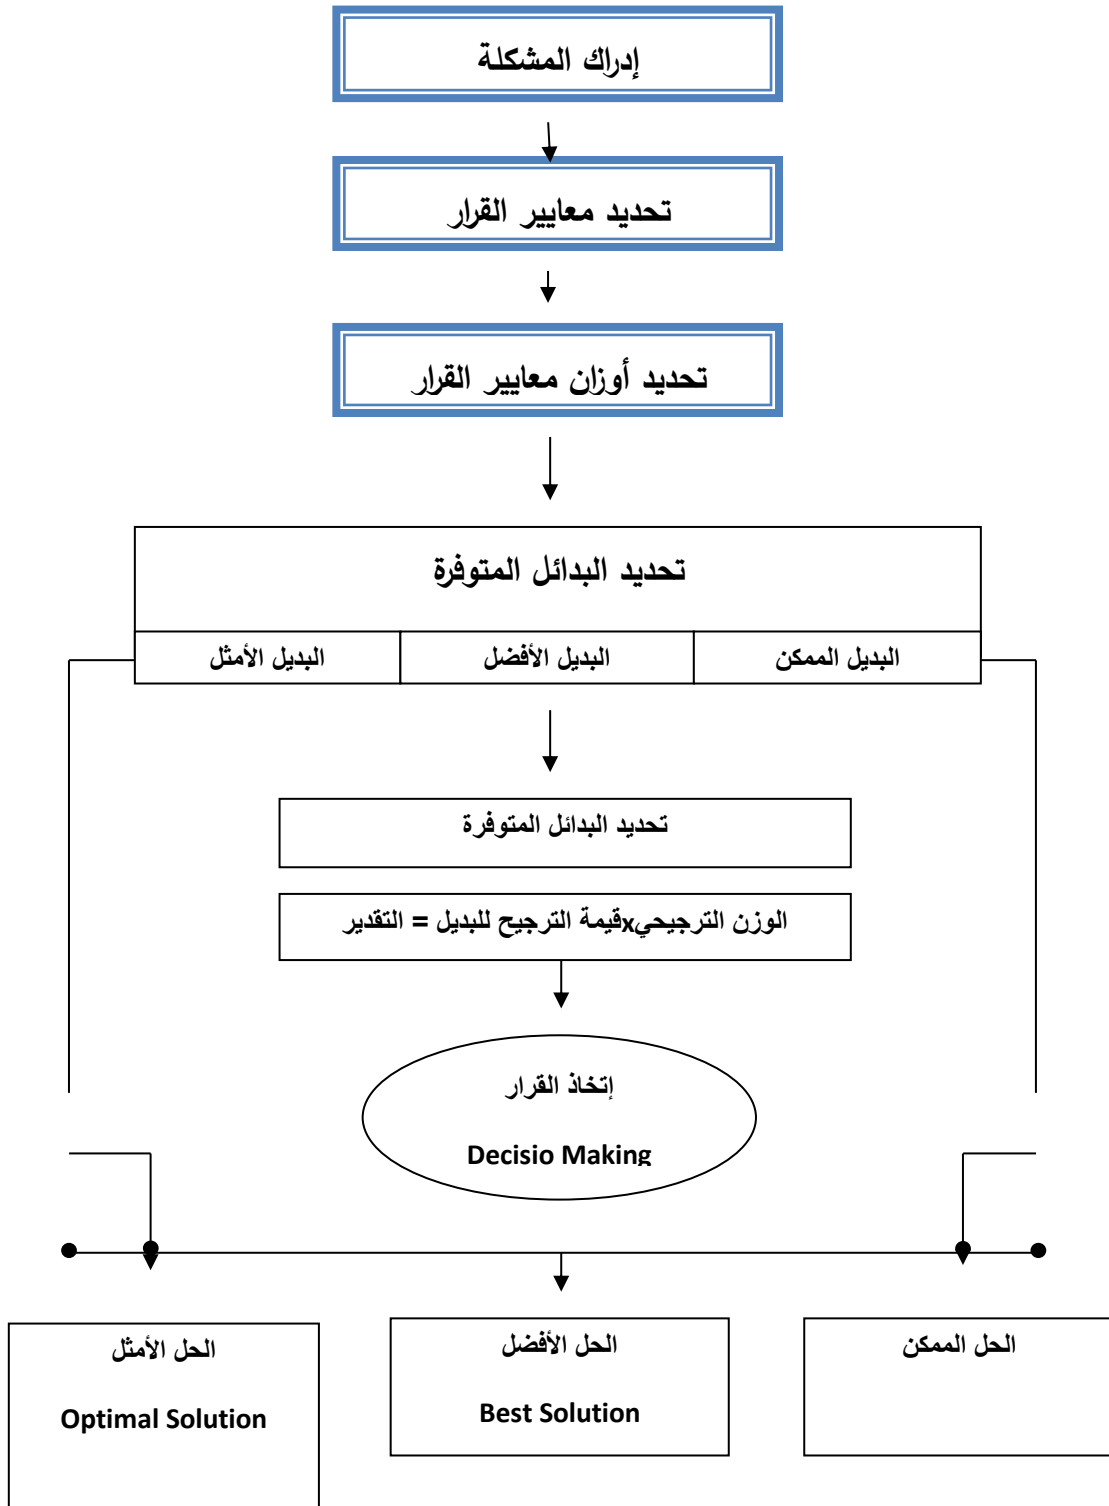 إدراك المشكلة
تحديد معايير القرار
تحديد أوزان معايير القرار
تحديد البدائل المتوفرة
البديل الممكن
البديل الأفضل
البديل الأمثل
تحديد البدائل المتوفرة
الوزن الترجيحيxقيمة الترجيح للبديل = التقدير
إتخاذ القرار
Decisio Making
الحل الممكن
الحل الأفضل
Best Solution
الحل الأمثل
Optimal Solution